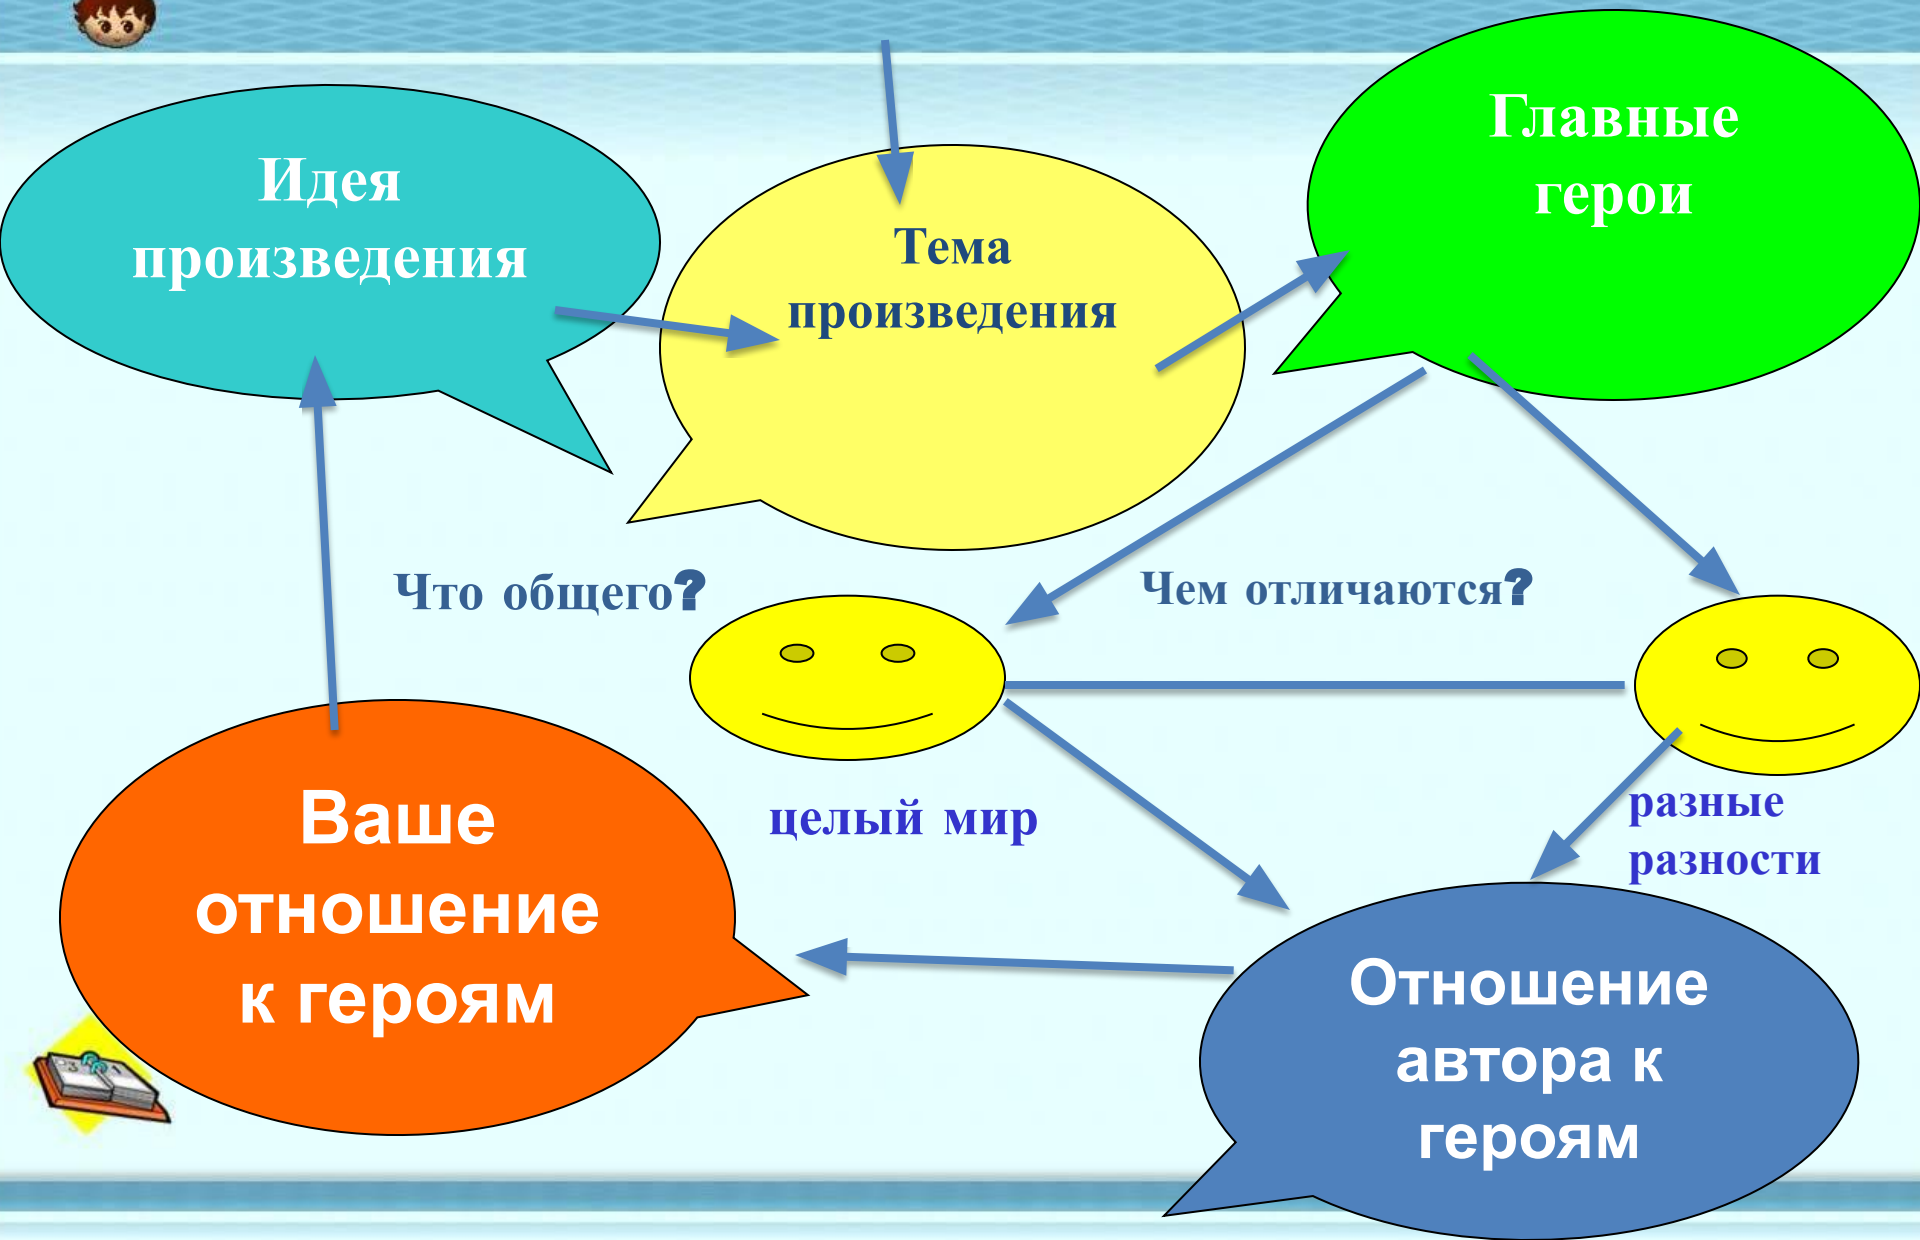 Идея
произведения
Тема
произведения
Главные
герои
Что общего?
Чем отличаются?
целый мир
разные
разности
Ваше
отношение
к героям
Отношение
автора к
героям